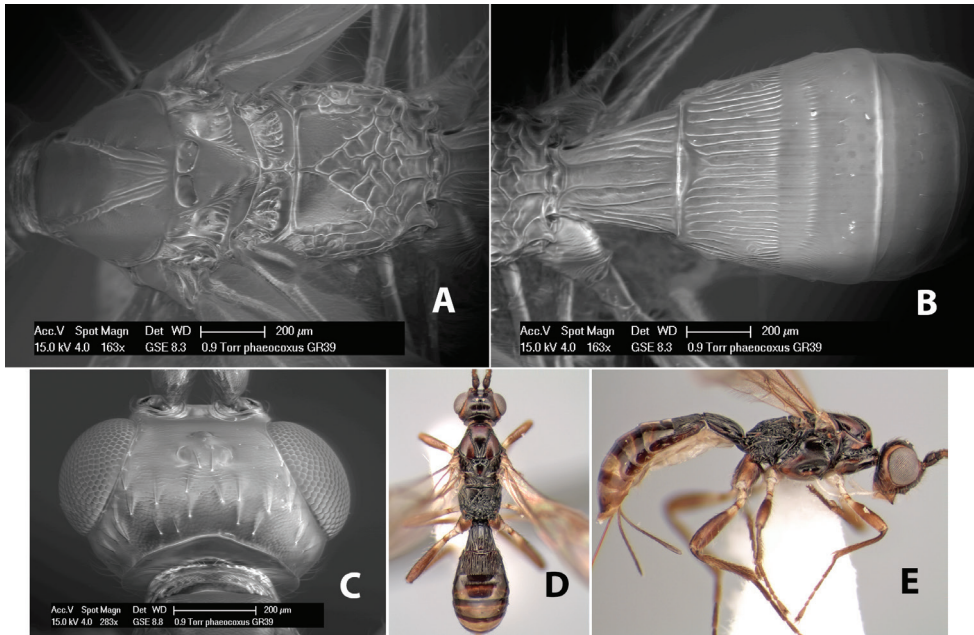 A
Acc.V Spot Magn Det WD 200 µm
15.0 kV 4.0 163x GSE 8.3 0.9 Torr phaeocoxus GR39
B
Acc.V Spot Magn Det WD 200 µm
15.0 kV 4.0 163x GSE 8.3 0.9 Torr phaeocoxus GR39
C
Acc.V Spot Magn Det WD 200 µm
15.0 kV 4.0 283x GSE 8.8 0.9 Torr phaeocoxus GR39
D
E